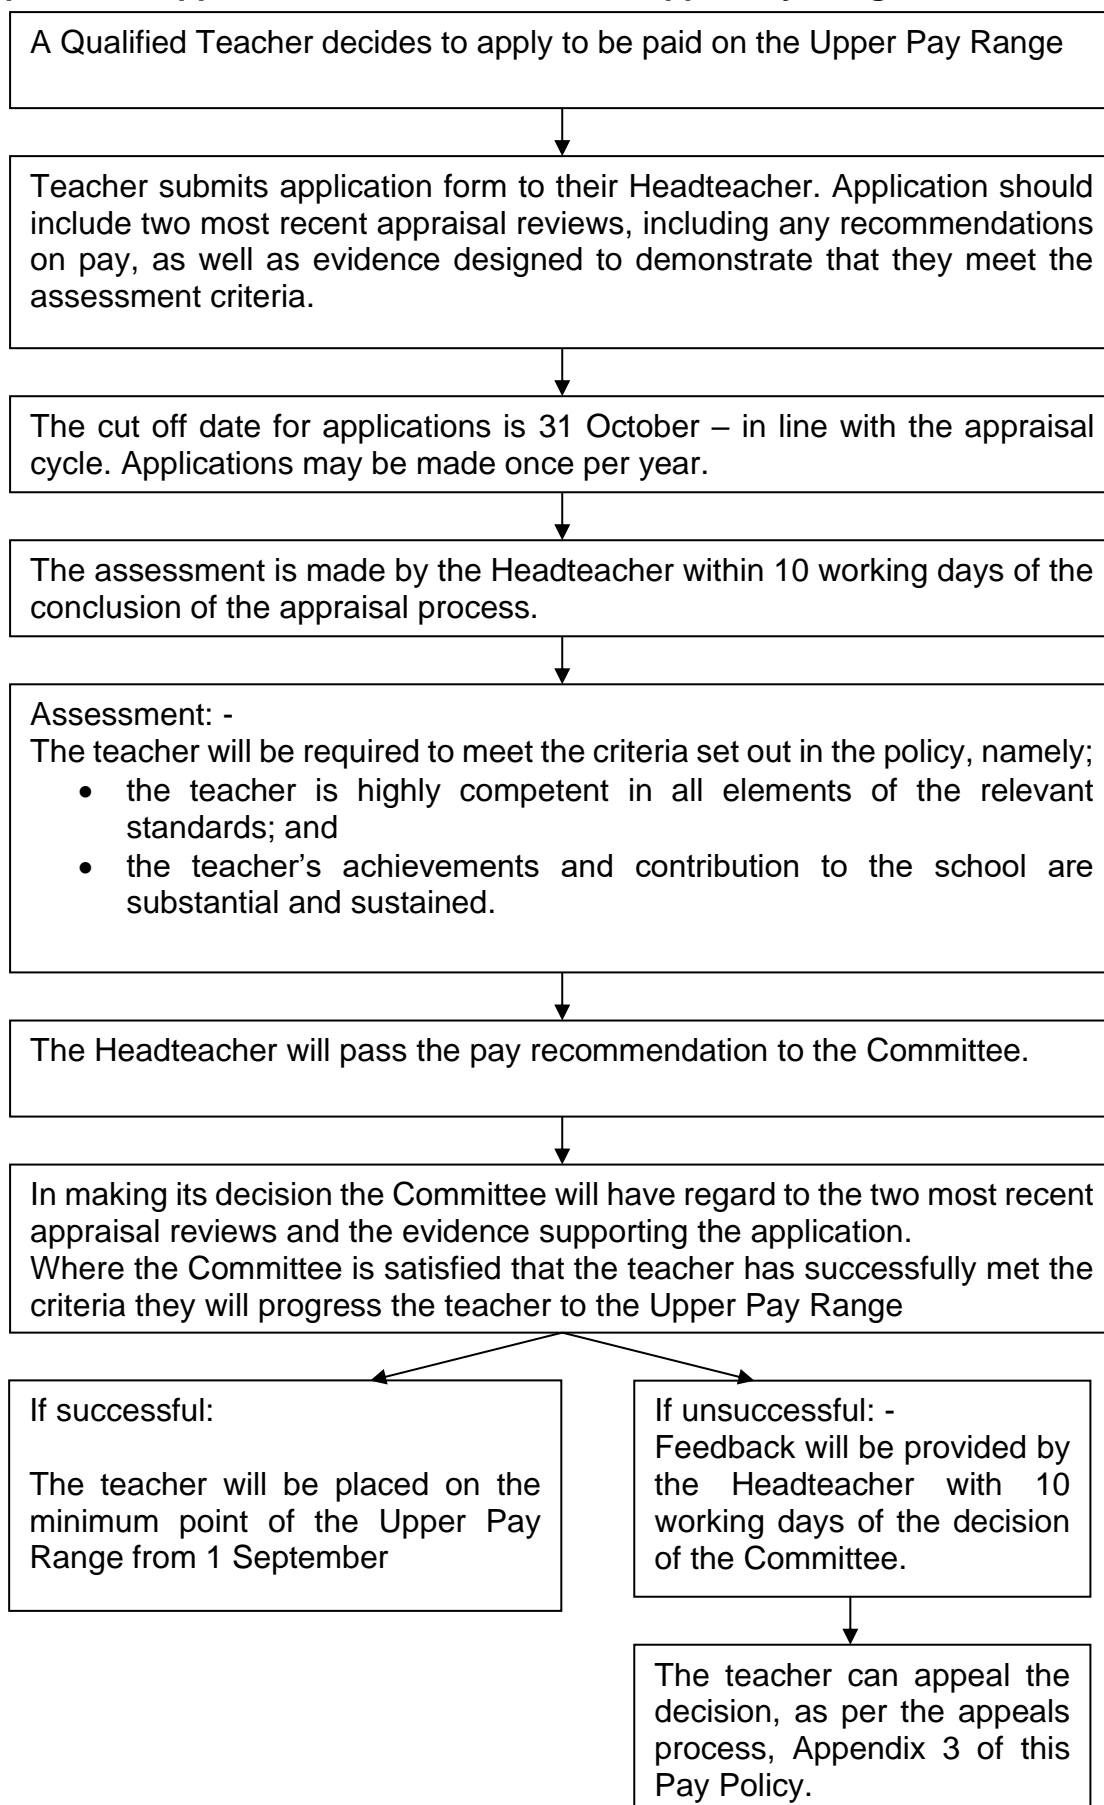 A Qualified Teacher decides to apply to be paid on the Upper Pay Range
Teacher submits application form to their Headteacher. Application should
include two most recent appraisal reviews, including any recommendations
on pay, as well as evidence designed to demonstrate that they meet the
assessment criteria.
The cut off date for applications is 31 October – in line with the appraisal
cycle. Applications may be made once per year.
The assessment is made by the Headteacher within 10 working days of the
conclusion of the appraisal process.
Assessment: -
The teacher will be required to meet the criteria set out in the policy, namely;
• the teacher is highly competent in all elements of the relevant
standards; and
• the teacher’s achievements and contribution to the school are
substantial and sustained.
The Headteacher will pass the pay recommendation to the Committee.
In making its decision the Committee will have regard to the two most recent
appraisal reviews and the evidence supporting the application.
Where the Committee is satisfied that the teacher has successfully met the
criteria they will progress the teacher to the Upper Pay Range
If successful:
The teacher will be placed on the
minimum point of the Upper Pay
Range from 1 September
If unsuccessful: -
Feedback will be provided by
the Headteacher with 10
working days of the decision
of the Committee.
The teacher can appeal the
decision, as per the appeals
process, Appendix 3 of this
Pay Policy.